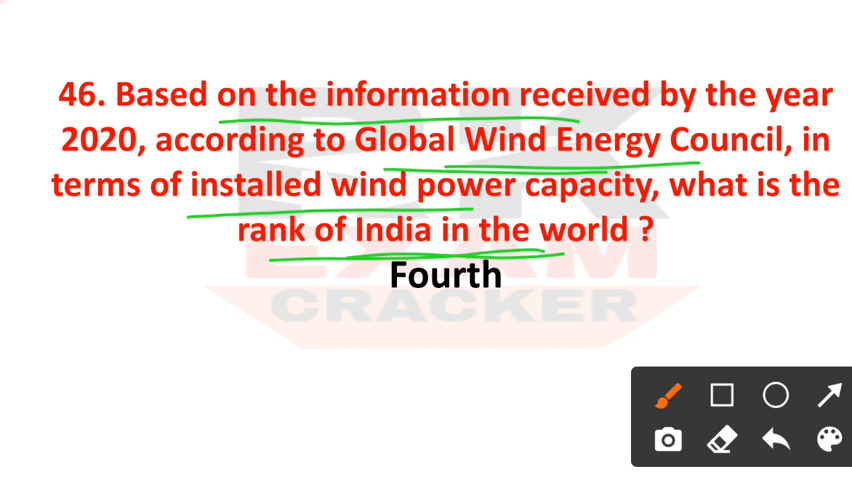 46. Based on the information received by the year
2020, according to Global Wind Energy Council, in
terms of installed wind power capacity, what is the
rank of India in the world ?
Fourth
EXAM
CRACKER